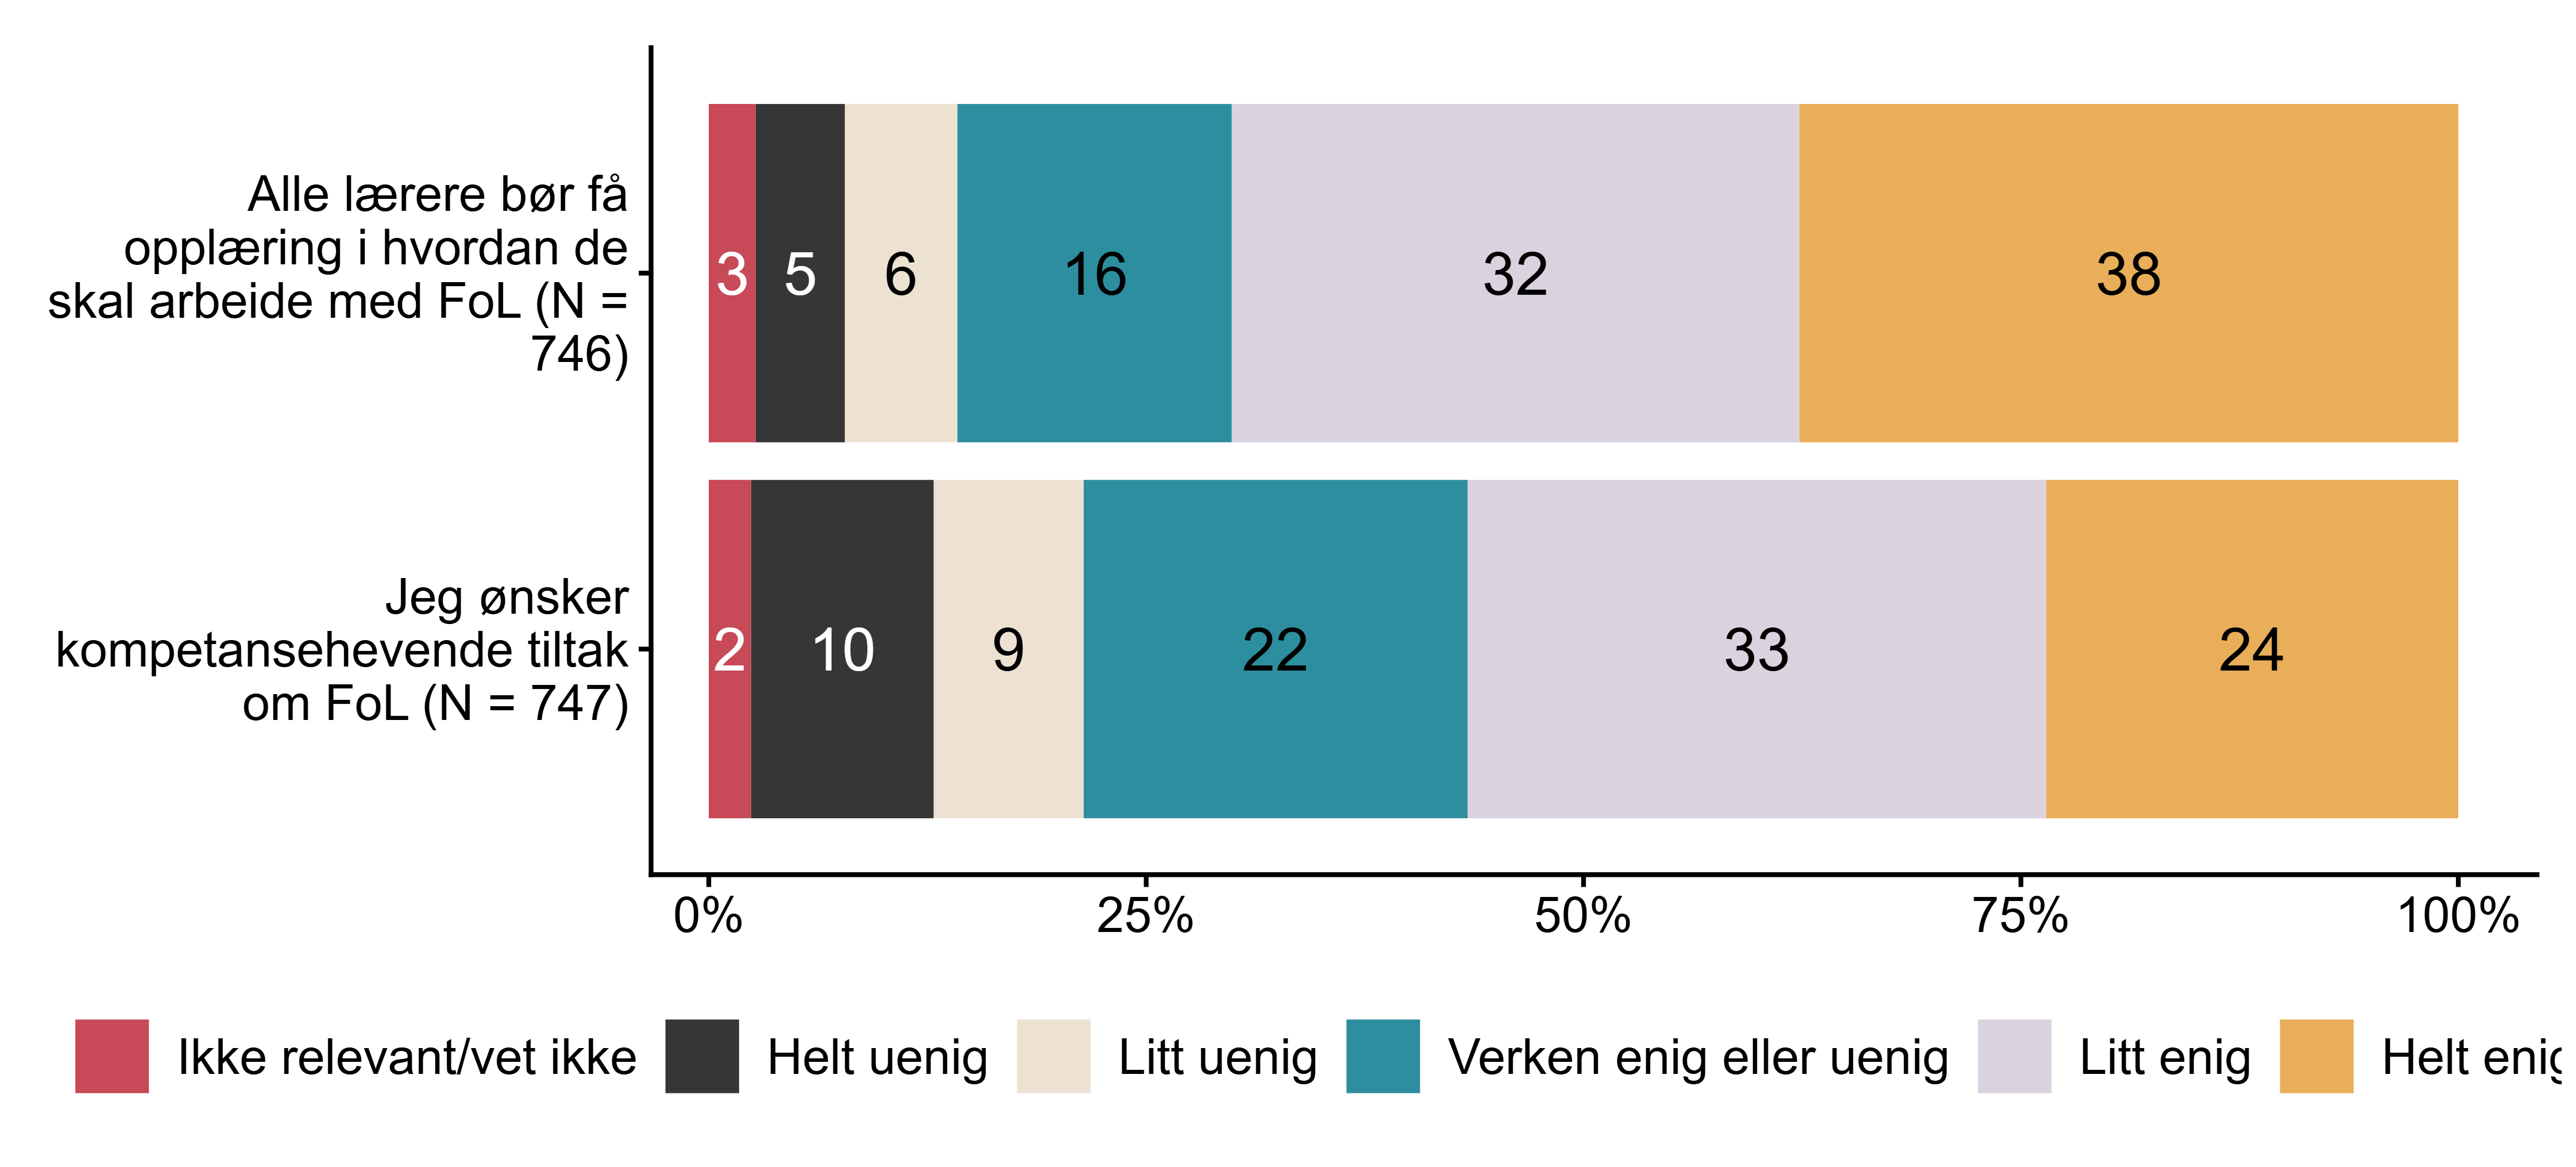 Alle lærere bør få
opplæring i hvordan de
skal arbeide med FoL (N =
746)
3 5 6 16 32 38
Jeg ønsker
kompetansehevende tiltak
om FoL (N = 747)
2 10 9 22 33 24
0% 25% 50% 75% 100%
Ikke relevant/vet ikke Helt uenig Litt uenig Verken enig eller uenig Litt enig Helt enig